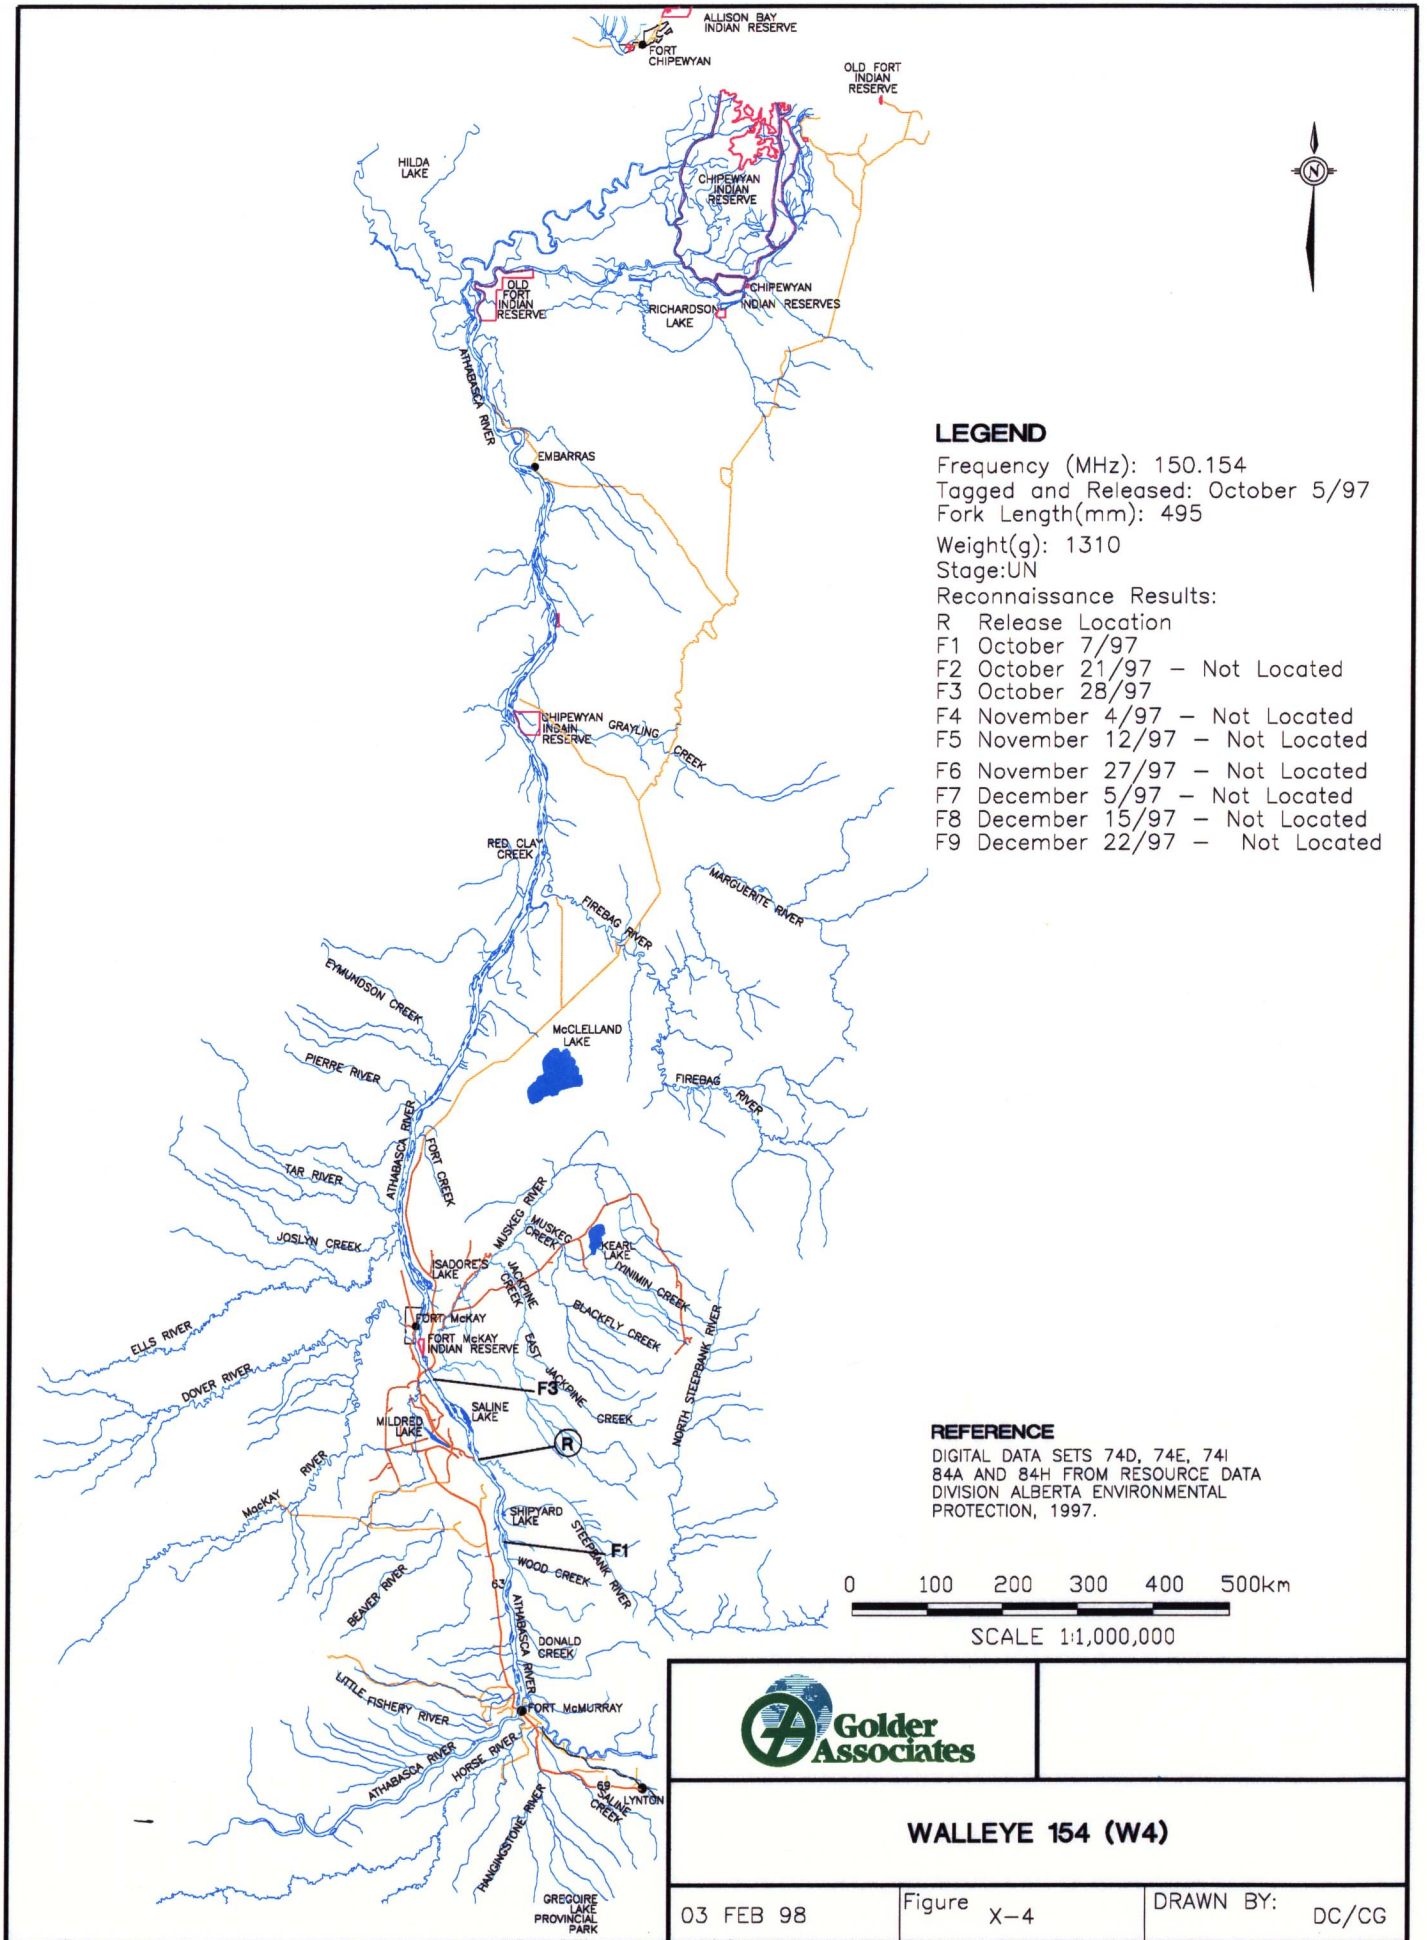 ALLISON BAY
INDIAN RESERVE
FORT
CHIPEWYAN
OLD FORT
INDIAN
RESERVE
HILDA
LAKE
CHIPEWYAN
INDIAN
RESERVE
N
OLD
FORT
INDIAN
RESERVE
CHIPEWYAN
INDIAN RESERVES
RICHARDSON
LAKE
ATHABASCA RIVER
EMBARRAS
LEGEND
Frequency (MHz): 150.154
Tagged and Released: October 5/97
Fork Length(mm): 495
Weight(g): 1310
Stage:UN
Reconnaissance Results:
R Release Location
F1 October 7/97
F2 October 21/97 – Not Located
F3 October 28/97
F4 November 4/97 – Not Located
F5 November 12/97 – Not Located
F6 November 27/97 – Not Located
F7 December 5/97 – Not Located
F8 December 15/97 – Not Located
F9 December 22/97 – Not Located
CHIPEWYAN
INDAIN
RESERVE
GRAYLING CREEK
RED CLAY
CREEK
FIREBAG RIVER
MARGUERITE RIVER
EYMUNDSON CREEK
McCLELLAND
LAKE
PIERRE RIVER
FIREBAG RIVER
ATHABASCA RIVER
FORT CREEK
TAR RIVER
JOSLYN CREEK
MUSKEG RIVER
MUSKEG
CREEK
KEARL
LAKE
ISADORE'S
LAKE
JACKPINE
CREEK
IYINIMIN CREEK
BLACKFLY CREEK
ELLS RIVER
FORT McKAY
FORT McKAY
INDIAN RESERVE
EAST JACKPINE CREEK
NORTH STEEPBANK RIVER
DOVER RIVER
F3
SALINE
LAKE
MILDRED
LAKE
R
MacKAY RIVER
SHIPYARD
LAKE
STEEPBANK RIVER
F1
WOOD CREEK
63
BEAVER RIVER
ATHABASCA RIVER
DONALD
CREEK
LITTLE FISHERY RIVER
FORT McMURRAY
ATHABASCA RIVER
HORSE RIVER
HANGINGSTONE RIVER
69
SALINE
CREEK
LYNTON
GREGOIRE
LAKE
PROVINCIAL
PARK
REFERENCE
DIGITAL DATA SETS 74D, 74E, 74I
84A AND 84H FROM RESOURCE DATA
DIVISION ALBERTA ENVIRONMENTAL
PROTECTION, 1997.
0 100 200 300 400 500km
SCALE 1:1,000,000
Golder
Associates
WALLEYE 154 (W4)
03 FEB 98
Figure X-4
DRAWN BY: DC/CG